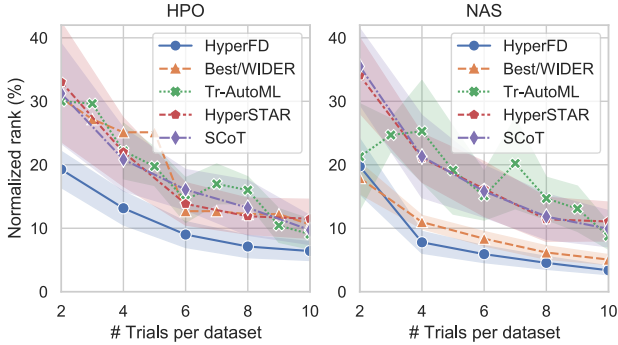 HPO
NAS
Normalized rank (%)
40
30
20
10
0
HyperFD
Best/WIDER
Tr-AutoML
HyperSTAR
SCoT
2 4 6 8 10
# Trials per dataset
40
30
20
10
0
HyperFD
Best/WIDER
Tr-AutoML
HyperSTAR
SCoT
2 4 6 8 10
# Trials per dataset